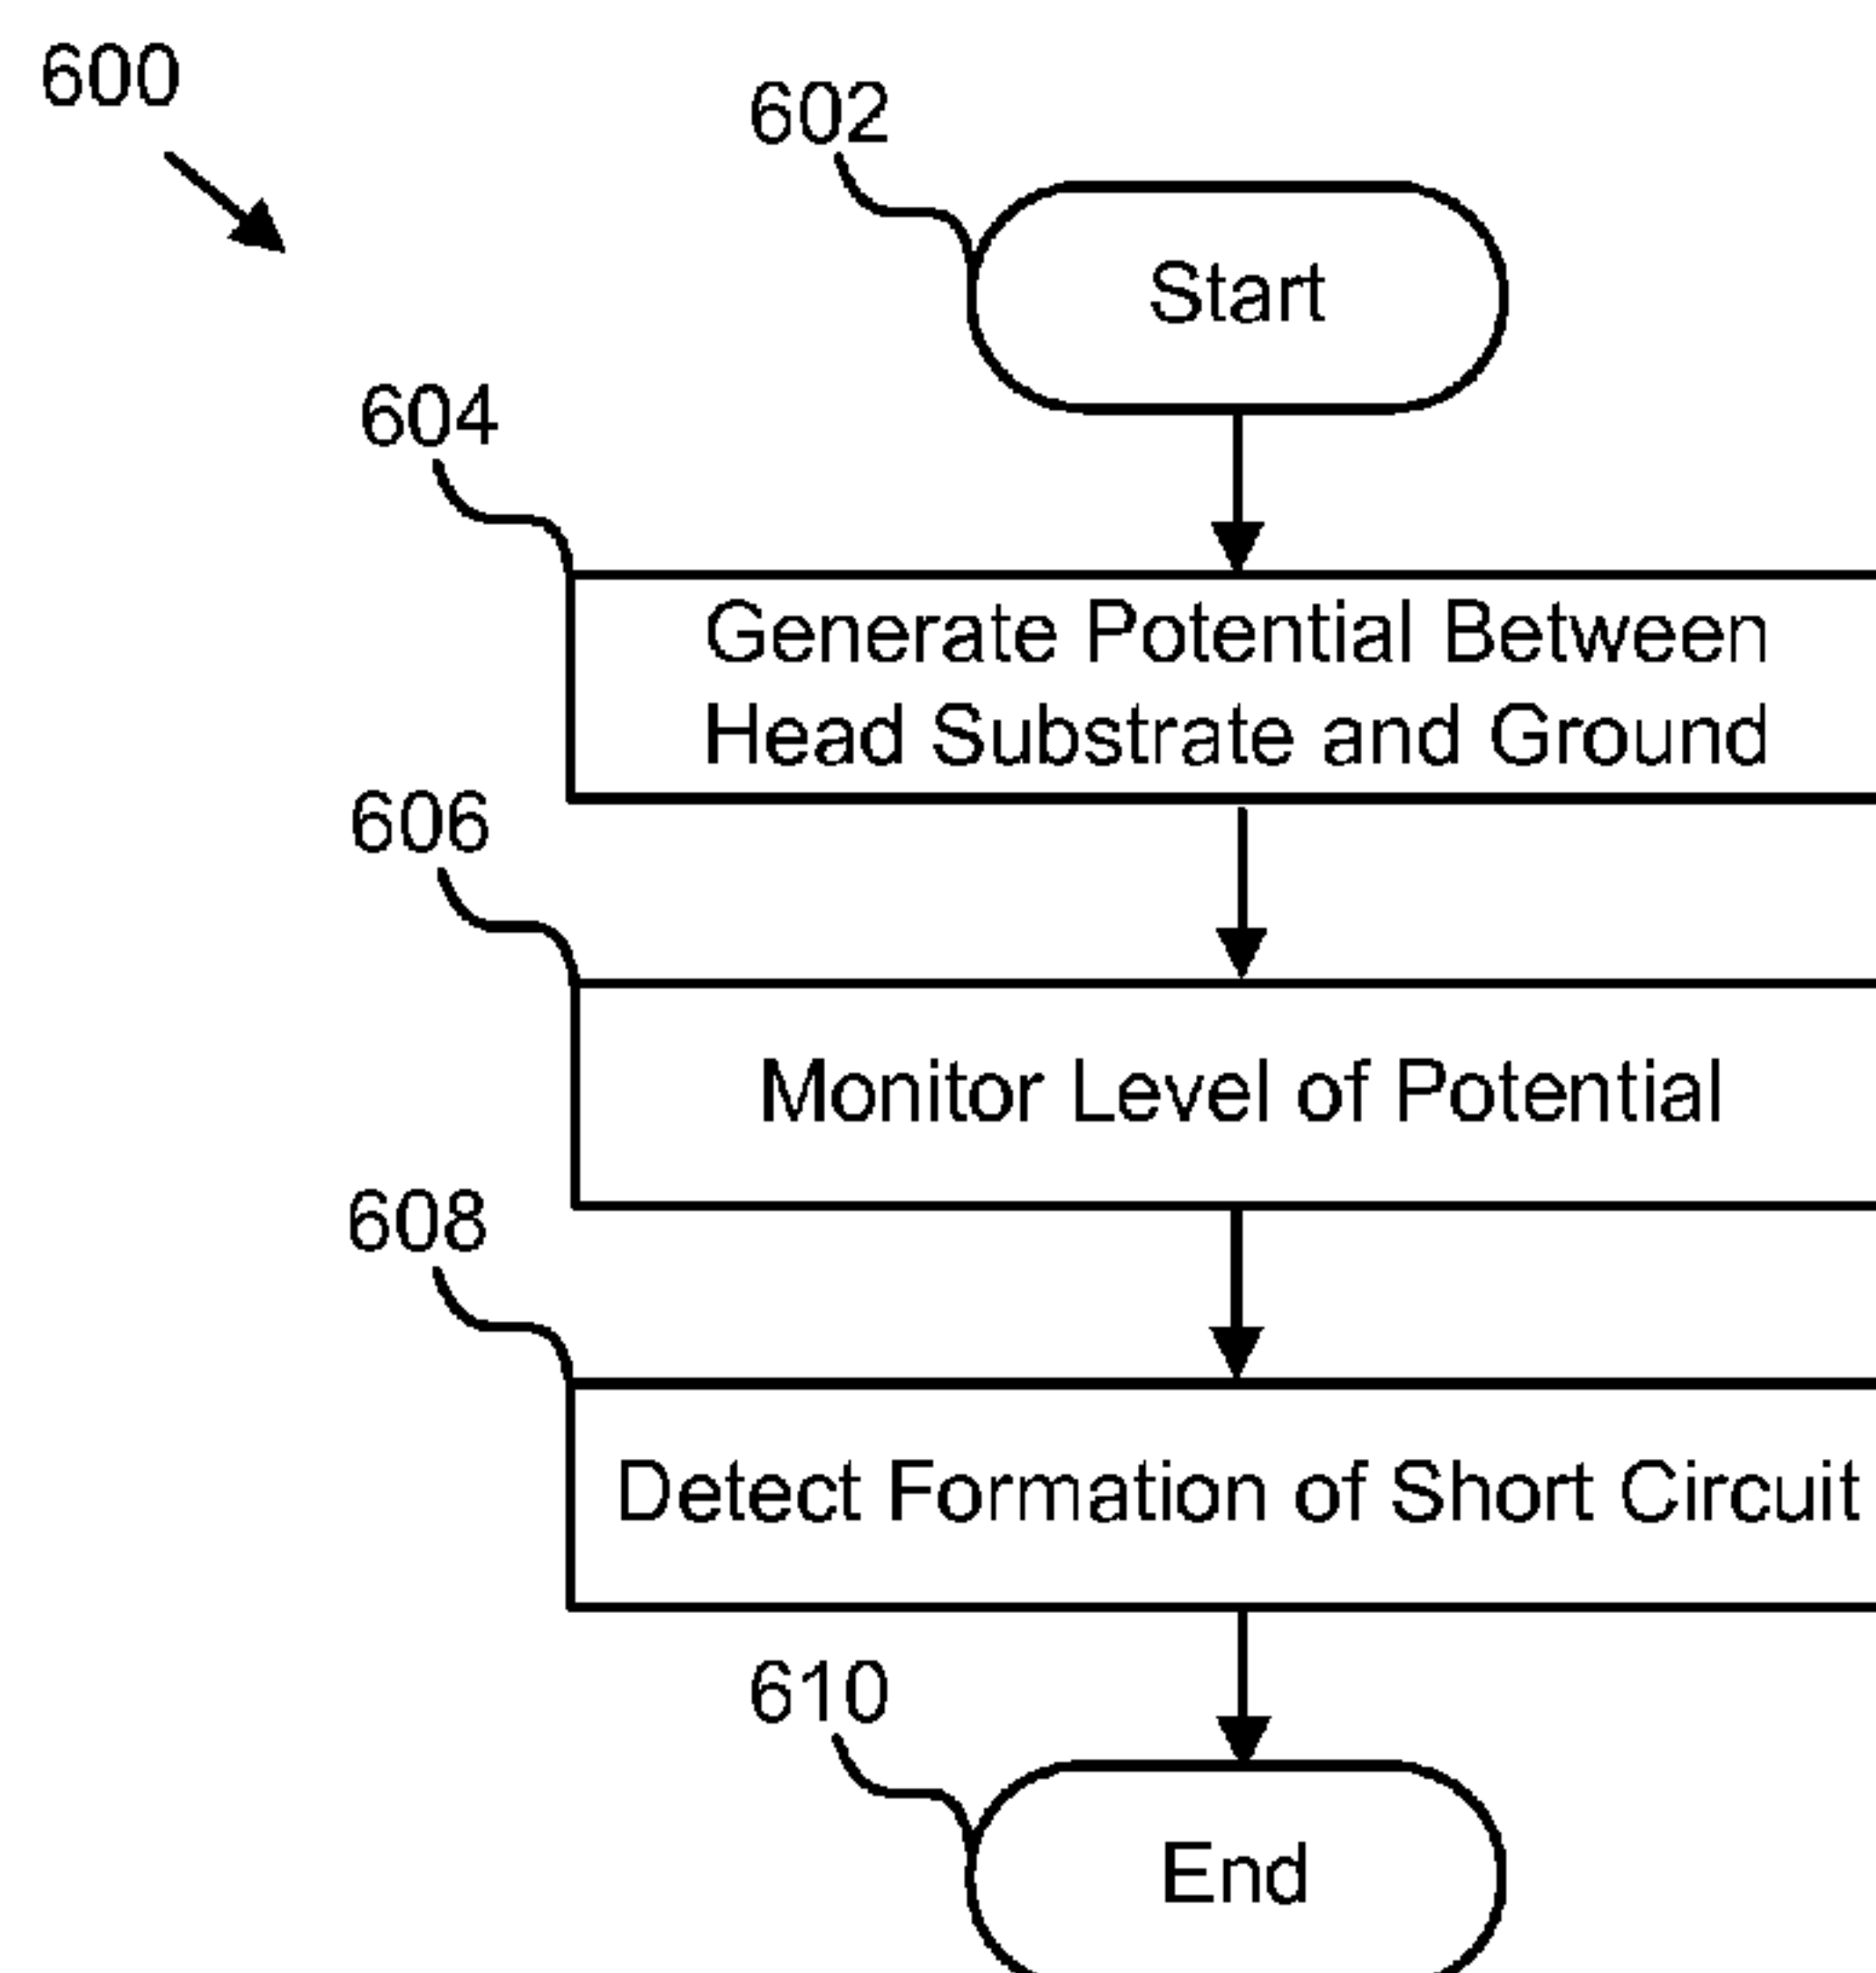 600
602
Start
604
Generate Potential Between
Head Substrate and Ground
606
Monitor Level of Potential
608
Detect Formation of Short Circuit
610
End